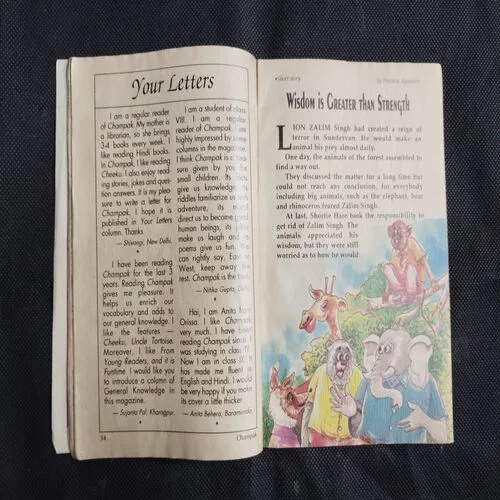 Your Letters
I am a regular reader
of Champak. My mother is
a librarian, so she brings
3-4 books every week. I
like reading Hindi books.
In Champak, I like reading
Cheeku. I also enjoy read-
ing stories, jokes and ques-
tion answers. It is my plea-
sure to write a letter for
Champak. I hope it is
published in Your Letters
column. Thanks
— Shivangi, New Delhi.
•
I have been reading
Champak for the last 3
years. Reading Champak
gives me pleasure. It
helps us enrich our
vocabulary and adds to
our general knowledge. I
like the features —
Cheeku, Uncle Twisted.
Moreover, I like From
Young Readers, and it is
Funtime. I would like you
to introduce a column of
General Knowledge in
this magazine.
— Sujanta Pal, Kharagpur.
•
I am a student of class
VIII. I am a regular
reader of Champak. I am
highly impressed by
columns in the magazine.
I think Champak is a
sure given by you for
small children. Its
give us knowledge. Its
riddles familiarize us with
adventure, its
direct us to become good
human beings, its
make us laugh and its
poems give us fun. We
can rightly say, East or
West, keep away the
rest. Champak is the best.
— Nitika Gupta,
•
Hai, I am Anita from
Orissa. I like Champak
very much. I have been
reading Champak since I
was studying in class IV.
Now I am in class IX. It
has made me fluent in
English and Hindi. I would
be very happy if you make
its cover a little thicker.
— Anita Behera, Baramunda.
•
34
Champak
•short story
WISDOM IS GREATER THAN STRENGTH
LION ZALIM Singh had created a reign of
terror in Sundervan. He would make an
animal his prey almost daily.
One day, the animals of the forest assembled to
find a way out.
They discussed the matter for a long time but
could not reach any conclusion, for everybody
including big animals, such as the elephant, bear
and rhinoceros feared Zalim Singh.
At last, Shortie Hare took the responsibility to
get rid of Zalim Singh. The
animals appreciated his
wisdom, but they were still
worried as to how he would